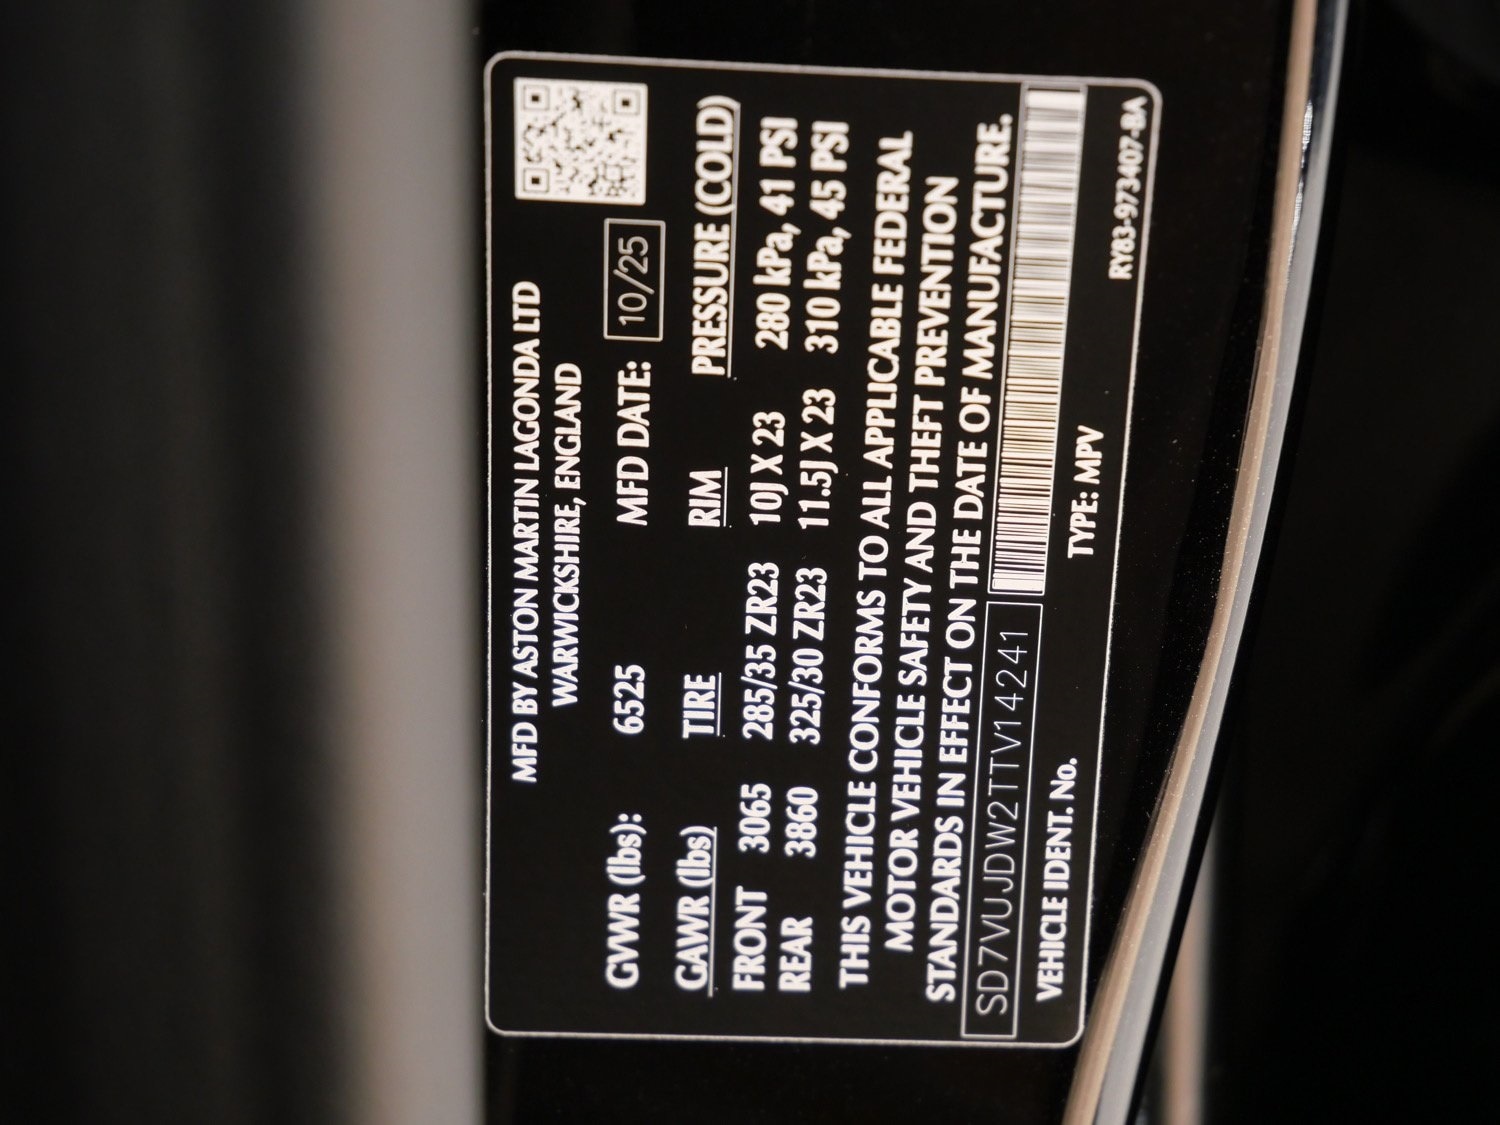 MFD BY ASTON MARTIN LAGONDA LTD
WARWICKSHIRE, ENGLAND
GVWR (lbs): 6525 MFD DATE: 10/25
GAWR (lbs) TIRE RIM PRESSURE (COLD)
FRONT 3065 285/35 ZR23 10J X 23 280 kPa, 41 PSI
REAR 3860 325/30 ZR23 11.5J X 23 310 kPa, 45 PSI
THIS VEHICLE CONFORMS TO ALL APPLICABLE FEDERAL
MOTOR VEHICLE SAFETY AND THEFT PREVENTION
STANDARDS IN EFFECT ON THE DATE OF MANUFACTURE.
SD7VUJDW2TTV14241
VEHICLE IDENT. No. TYPE: MPV
RY83-973407-BA